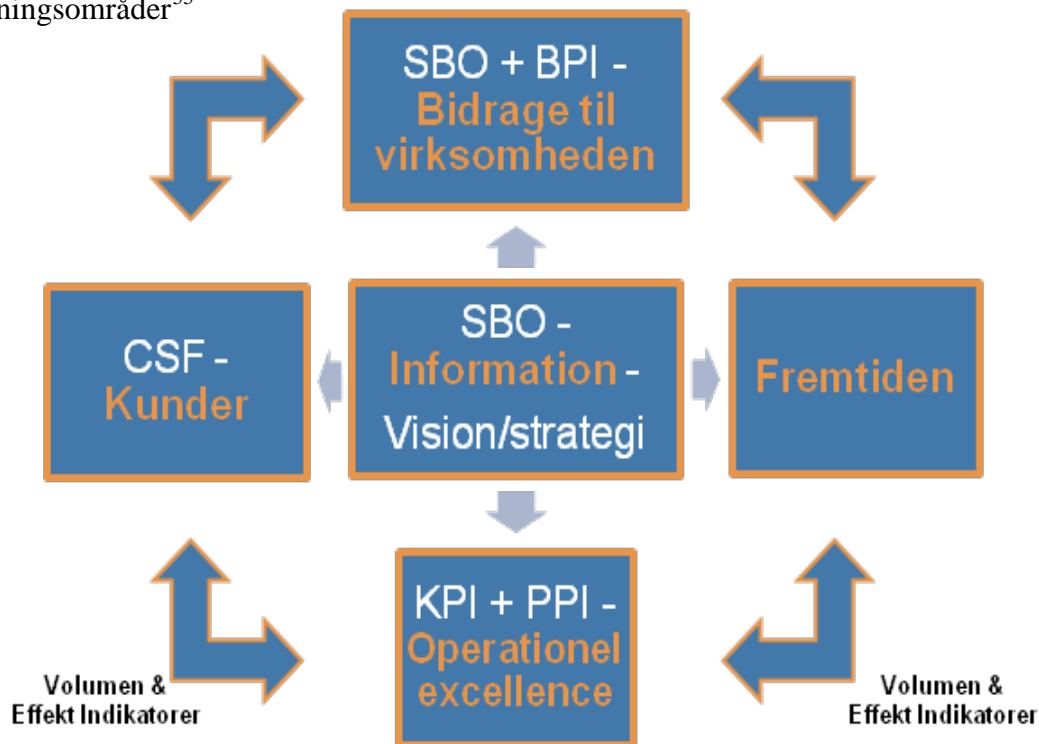 ningsområder
SBO + BPI -
Bidrage til
virksomheden
CSF -
Kunder
SBO -
Information -
Vision/strategi
Fremtiden
KPI + PPI -
Operationel
excellence
Volumen &
Effekt Indikatorer
Volumen &
Effekt Indikatorer